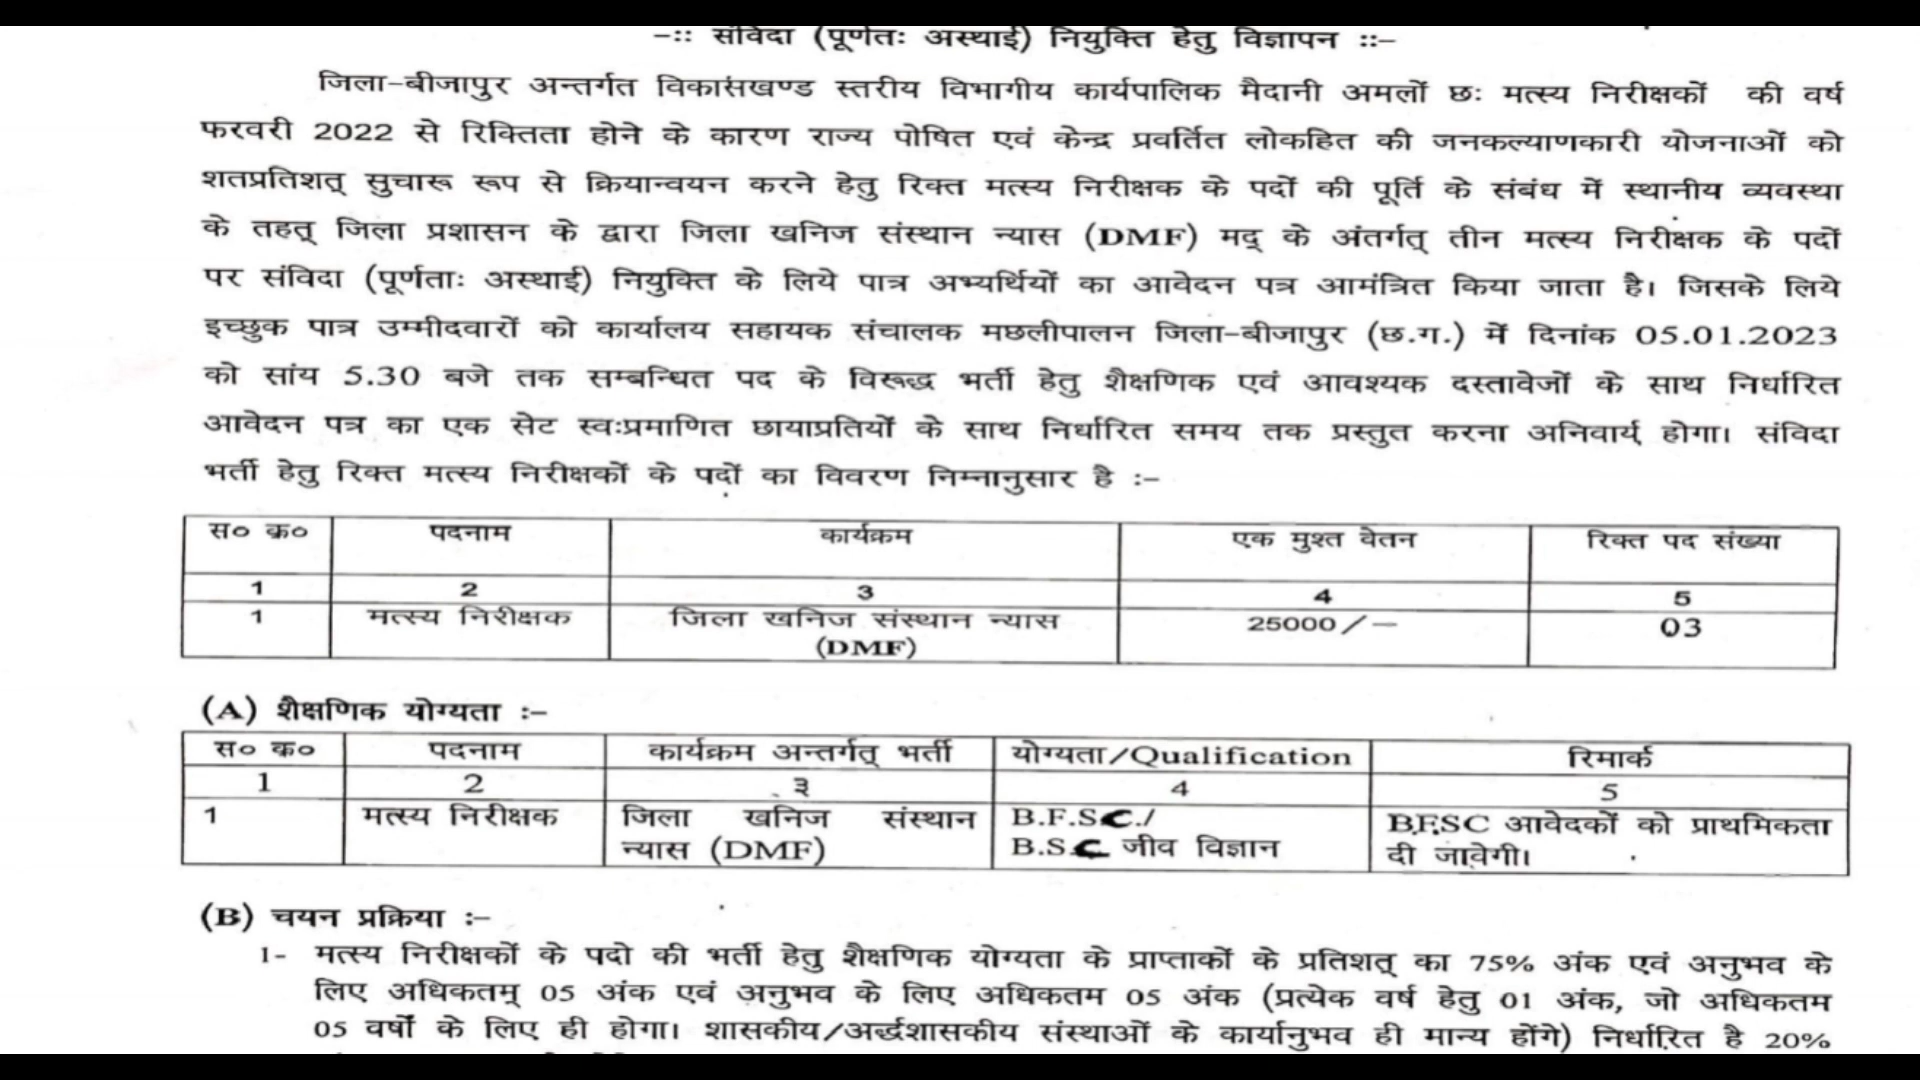 -:: संविदा (पूर्णतः अस्थाई) नियुक्ति हेतु विज्ञापन ::-
जिला-बीजापुर अन्तर्गत विकासंखण्ड स्तरीय विभागीय कार्यपालिक मैदानी अमलों छः मत्स्य निरीक्षकों की वर्ष
फरवरी 2022 से रिक्तिता होने के कारण राज्य पोषित एवं केन्द्र प्रवर्तित लोकहित की जनकल्याणकारी योजनाओं को
शतप्रतिशत् सुचारू रूप से क्रियान्वयन करने हेतु रिक्त मत्स्य निरीक्षक के पदों की पूर्ति के संबंध में स्थानीय व्यवस्था
के तहत् जिला प्रशासन के द्वारा जिला खनिज संस्थान न्यास (DMF) मद् के अंतर्गत् तीन मत्स्य निरीक्षक के पदों
पर संविदा (पूर्णताः अस्थाई) नियुक्ति के लिये पात्र अभ्यर्थियों का आवेदन पत्र आमंत्रित किया जाता है। जिसके लिये
इच्छुक पात्र उम्मीदवारों को कार्यालय सहायक संचालक मछलीपालन जिला-बीजापुर (छ.ग.) में दिनांक 05.01.2023
को सांय 5.30 बजे तक सम्बन्धित पद के विरूद्ध भर्ती हेतु शैक्षणिक एवं आवश्यक दस्तावेजों के साथ निर्धारित
आवेदन पत्र का एक सेट स्वःप्रमाणित छायाप्रतियों के साथ निर्धारित समय तक प्रस्तुत करना अनिवार्य् होगा। संविदा
भर्ती हेतु रिक्त मत्स्य निरीक्षकों के पदों का विवरण निम्नानुसार है :-
स० क्र० पदनाम कार्यक्रम एक मुश्त वेतन रिक्त पद संख्या
1 2 3 4 5
1 मत्स्य निरीक्षक जिला खनिज संस्थान न्यास 25000/- 03
(DMF)
(A) शैक्षणिक योग्यता :-
स० क्र० पदनाम कार्यक्रम अन्तर्गत् भर्ती योग्यता/Qualification रिमार्क
1 2 ३ 4 5
1 मत्स्य निरीक्षक जिला खनिज संस्थान B.F.SC./ B.F.SC आवेदकों को प्राथमिकता
न्यास (DMF) B.S.C जीव विज्ञान दी जावेगी।
(B) चयन प्रक्रिया :-
1- मत्स्य निरीक्षकों के पदो की भर्ती हेतु शैक्षणिक योग्यता के प्राप्ताकों के प्रतिशत् का 75% अंक एवं अनुभव के
लिए अधिकतम् 05 अंक एवं अनुभव के लिए अधिकतम 05 अंक (प्रत्येक वर्ष हेतु 01 अंक, जो अधिकतम
05 वर्षों के लिए ही होगा। शासकीय/अर्द्धशासकीय संस्थाओं के कार्यानुभव ही मान्य होंगे) निर्धारित है 20%